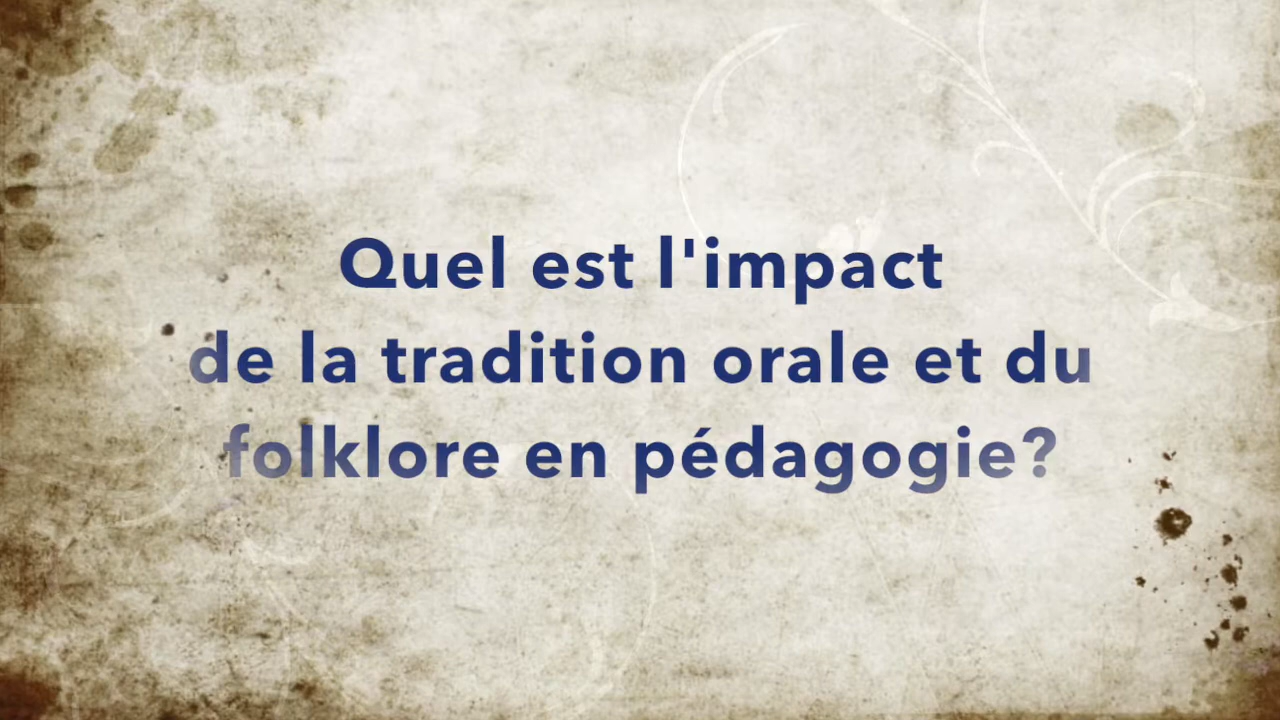 Quel est l'impact
de la tradition orale et du
folklore en pédagogie?